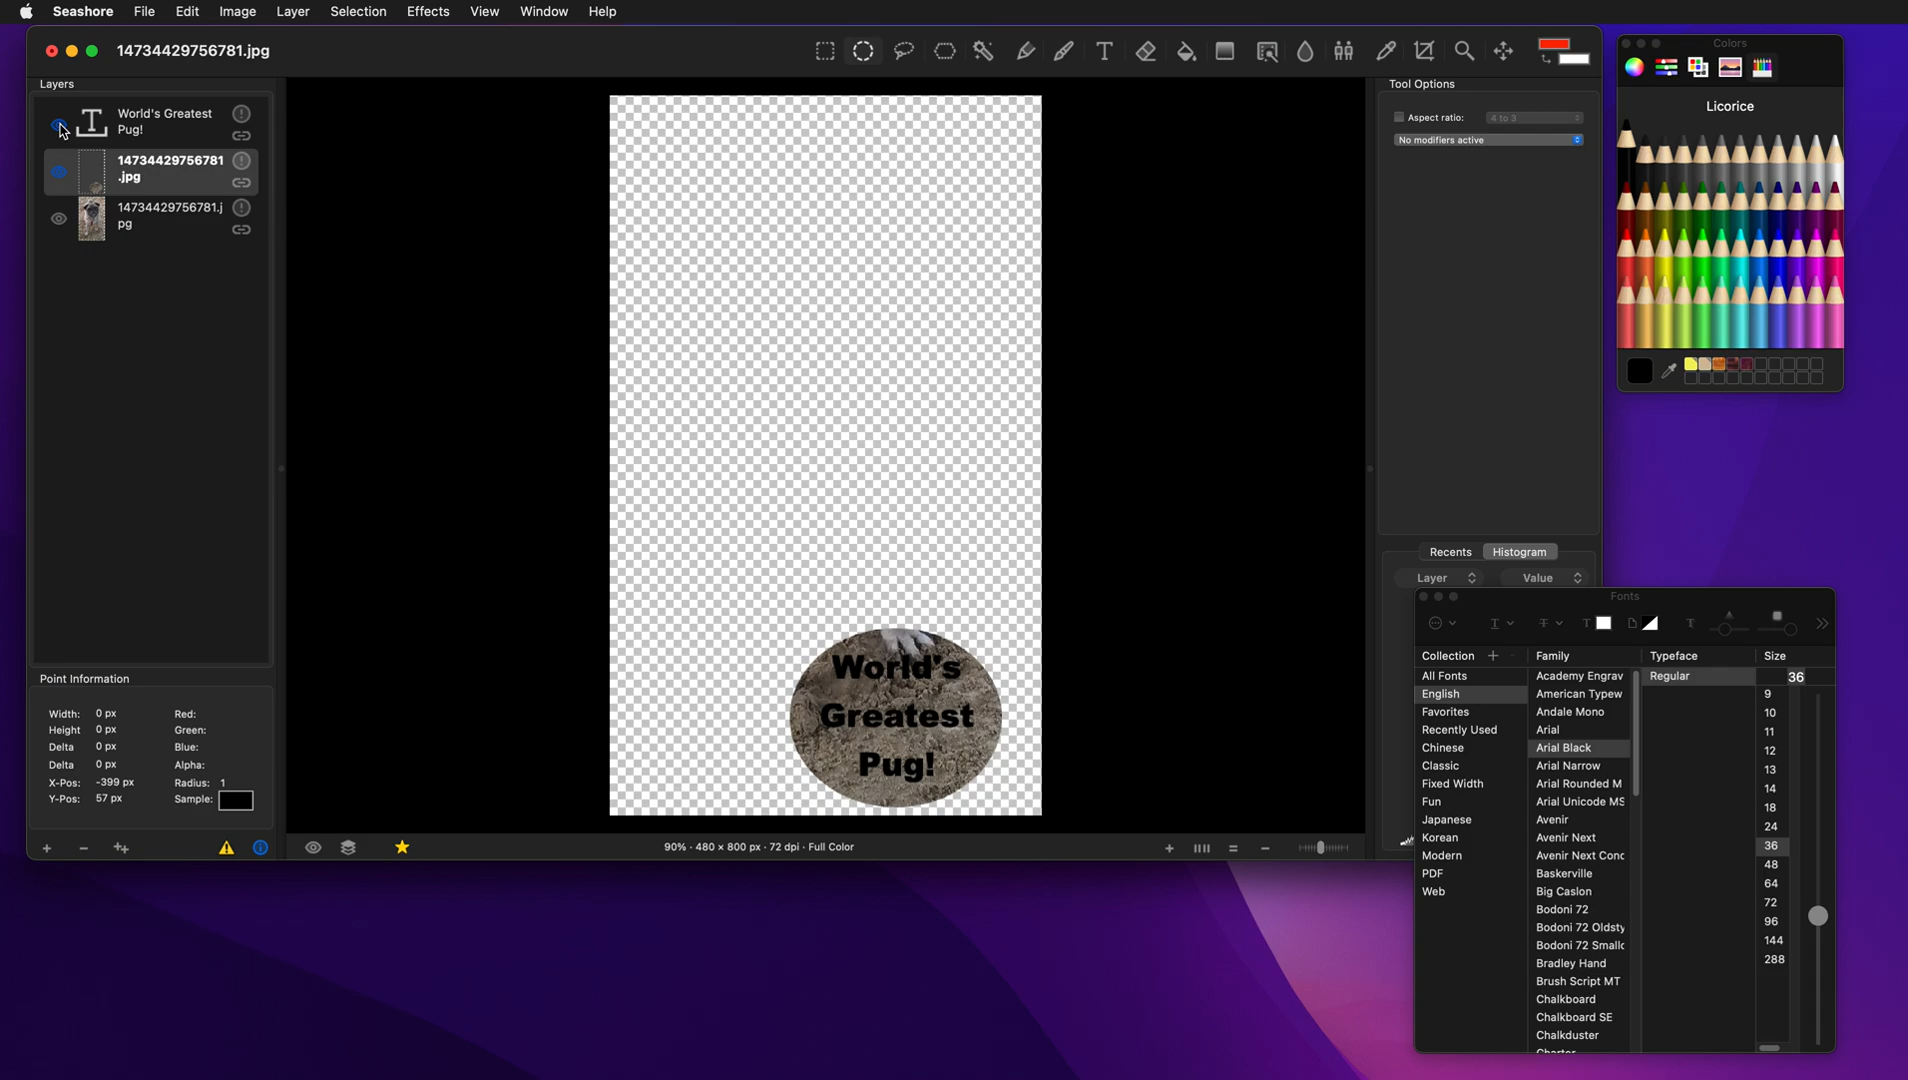 Seashore File Edit Image Layer Selection Effects View Window Help
14734429756781.jpg
Layers
World's Greatest
Pug!
14734429756781
.jpg
14734429756781.j
pg
Point Information
Width: 0 px Red:
Height 0 px Green:
Delta 0 px Blue:
Delta 0 px Alpha:
X-Pos: -399 px Radius: 1
Y-Pos: 57 px Sample:
World's
Greatest
Pug!
90% · 480 × 800 px · 72 dpi · Full Color
Tool Options
Aspect ratio: 4 to 3
No modifiers active
Recents Histogram
Layer Value
Colors
Licorice
Fonts
Collection Family Typeface Size
All Fonts
English
Favorites
Recently Used
Chinese
Classic
Fixed Width
Fun
Japanese
Korean
Modern
PDF
Web
Academy Engrav
American Typew
Andale Mono
Arial
Arial Black
Arial Narrow
Arial Rounded M
Arial Unicode MS
Avenir
Avenir Next
Avenir Next Conc
Baskerville
Big Caslon
Bodoni 72
Bodoni 72 Oldsty
Bodoni 72 Smallc
Bradley Hand
Brush Script MT
Chalkboard
Chalkboard SE
Chalkduster
Charter
Regular
36
9
10
11
12
13
14
18
24
36
48
64
72
96
144
288